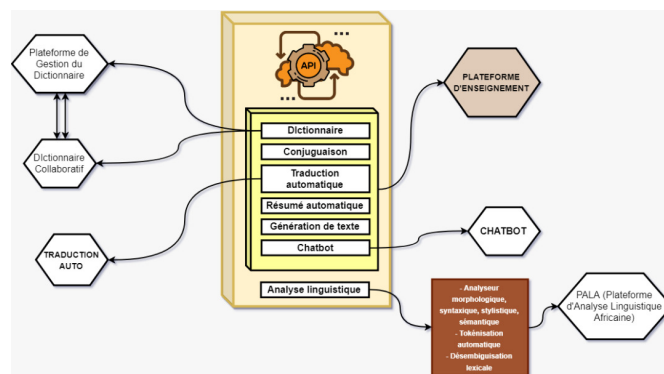 Plateforme de
Gestion du
Dictionnaire
DIctionnaire
Collaboratif
TRADUCTION
AUTO
...
API
...
DIctionnaire
Conjuguaison
Traduction
automatique
Résumé automatique
Génération de texte
Chatbot
Analyse linguistique
PLATEFORME
D'ENSEIGNEMENT
CHATBOT
- Analyseur
morphologique,
syntaxique, stylistique,
sémantique
- Tokénisation
automatique
- Désembiguisation
lexicale
PALA (Plateforme
d'Analyse Linguistique
Africaine)